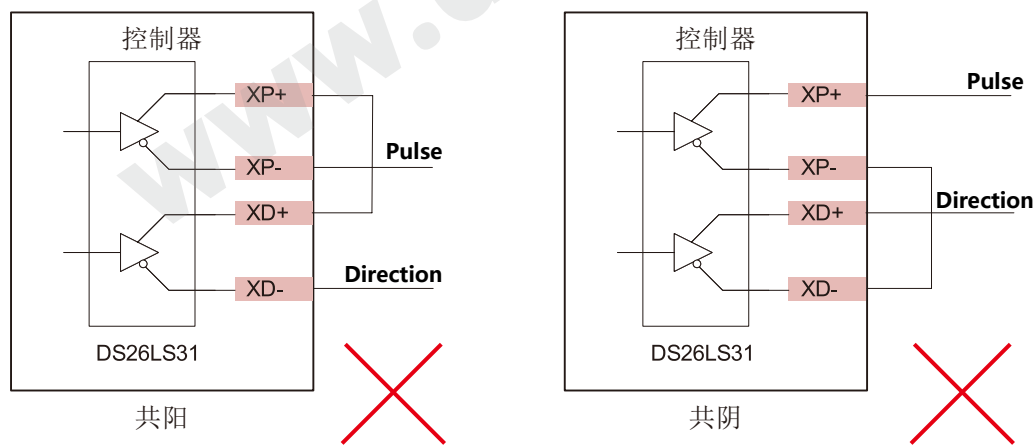 控制器
XP+
Pulse
XP-
XD+
Direction
XD-
DS26LS31
共阳
控制器
XP+
Pulse
XP-
XD+
Direction
XD-
DS26LS31
共阴
www.